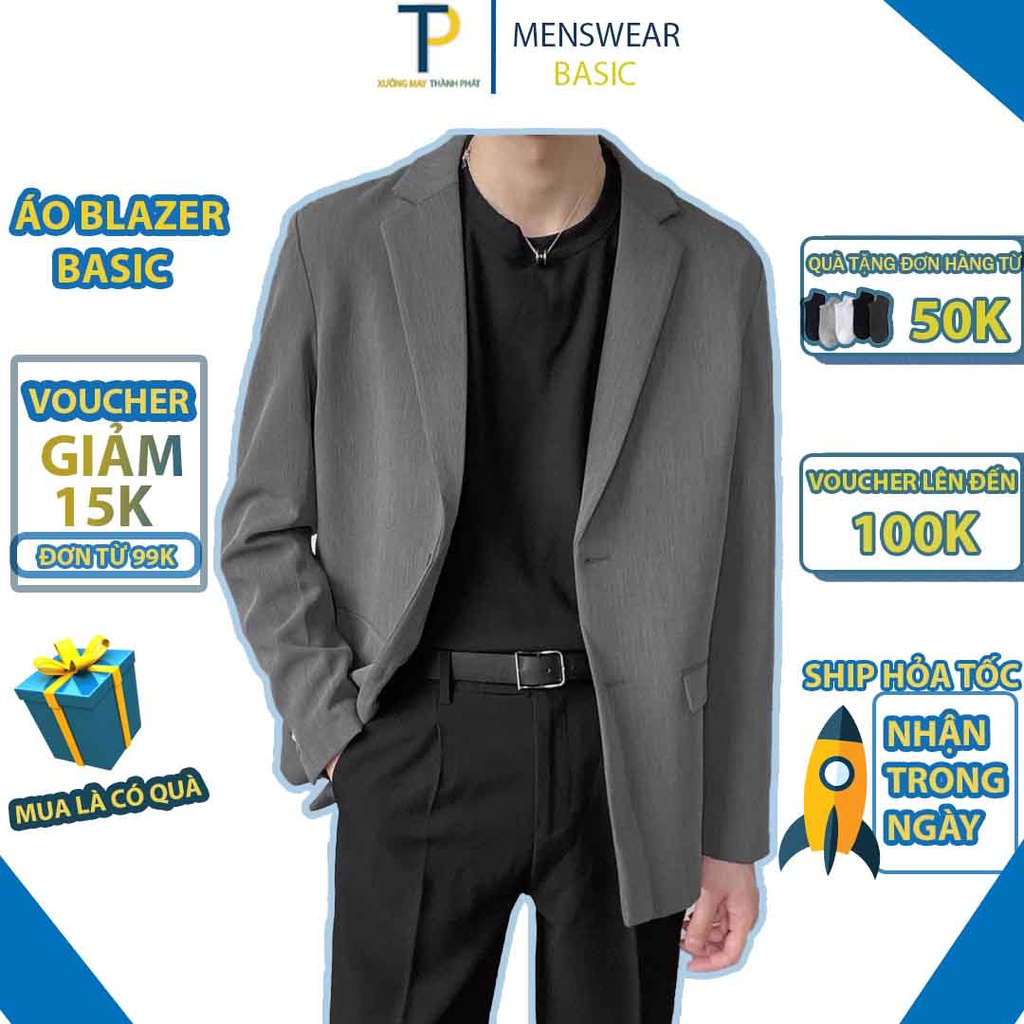 TP
XƯỞNG MAY THÀNH PHÁT
MENSWEAR
BASIC
ÁO BLAZER
BASIC
VOUCHER
GIẢM
15K
ĐƠN TỪ 99K
MUA LÀ CÓ QUÀ
QUÀ TẶNG ĐƠN HÀNG TỪ
50K
VOUCHER LÊN ĐẾN
100K
SHIP HỎA TỐC
NHẬN
TRONG
NGÀY